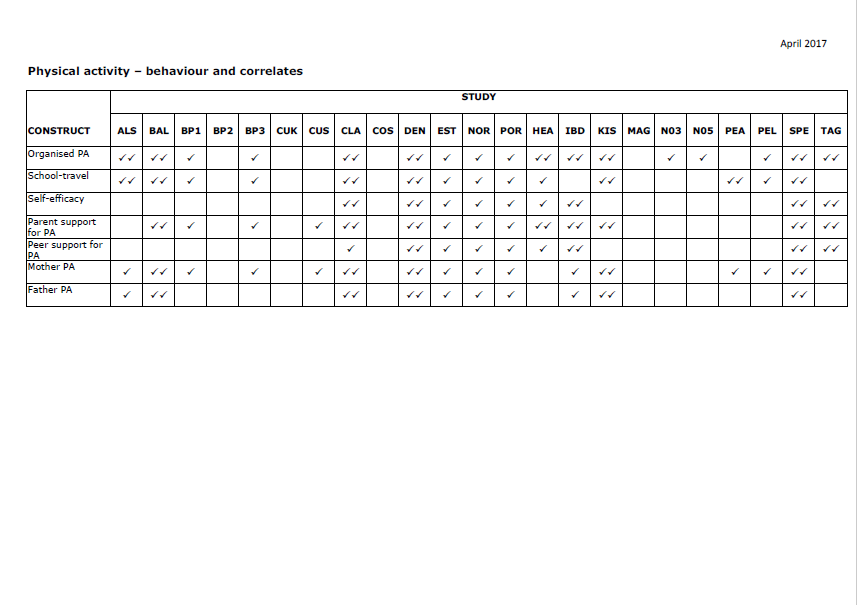 April 2017
Physical activity – behaviour and correlates
STUDY
CONSTRUCT ALS BAL BP1 BP2 BP3 CUK CUS CLA COS DEN EST NOR POR HEA IBD KIS MAG N03 N05 PEA PEL SPE TAG
Organised PA ✓✓ ✓✓ ✓ ✓ ✓✓ ✓✓ ✓ ✓ ✓ ✓✓ ✓✓ ✓✓ ✓ ✓ ✓ ✓✓ ✓✓
School-travel ✓✓ ✓✓ ✓ ✓ ✓✓ ✓✓ ✓ ✓ ✓ ✓ ✓✓ ✓✓ ✓ ✓✓
Self-efficacy ✓✓ ✓✓ ✓ ✓ ✓ ✓ ✓✓ ✓✓ ✓✓
Parent support
for PA ✓✓ ✓ ✓ ✓ ✓✓ ✓✓ ✓ ✓ ✓ ✓✓ ✓✓ ✓✓ ✓✓ ✓✓
Peer support for
PA ✓ ✓✓ ✓ ✓ ✓ ✓ ✓✓ ✓✓ ✓✓
Mother PA ✓ ✓✓ ✓ ✓ ✓ ✓✓ ✓✓ ✓ ✓ ✓ ✓ ✓✓ ✓ ✓ ✓✓
Father PA ✓ ✓✓ ✓✓ ✓✓ ✓ ✓ ✓ ✓ ✓✓ ✓✓